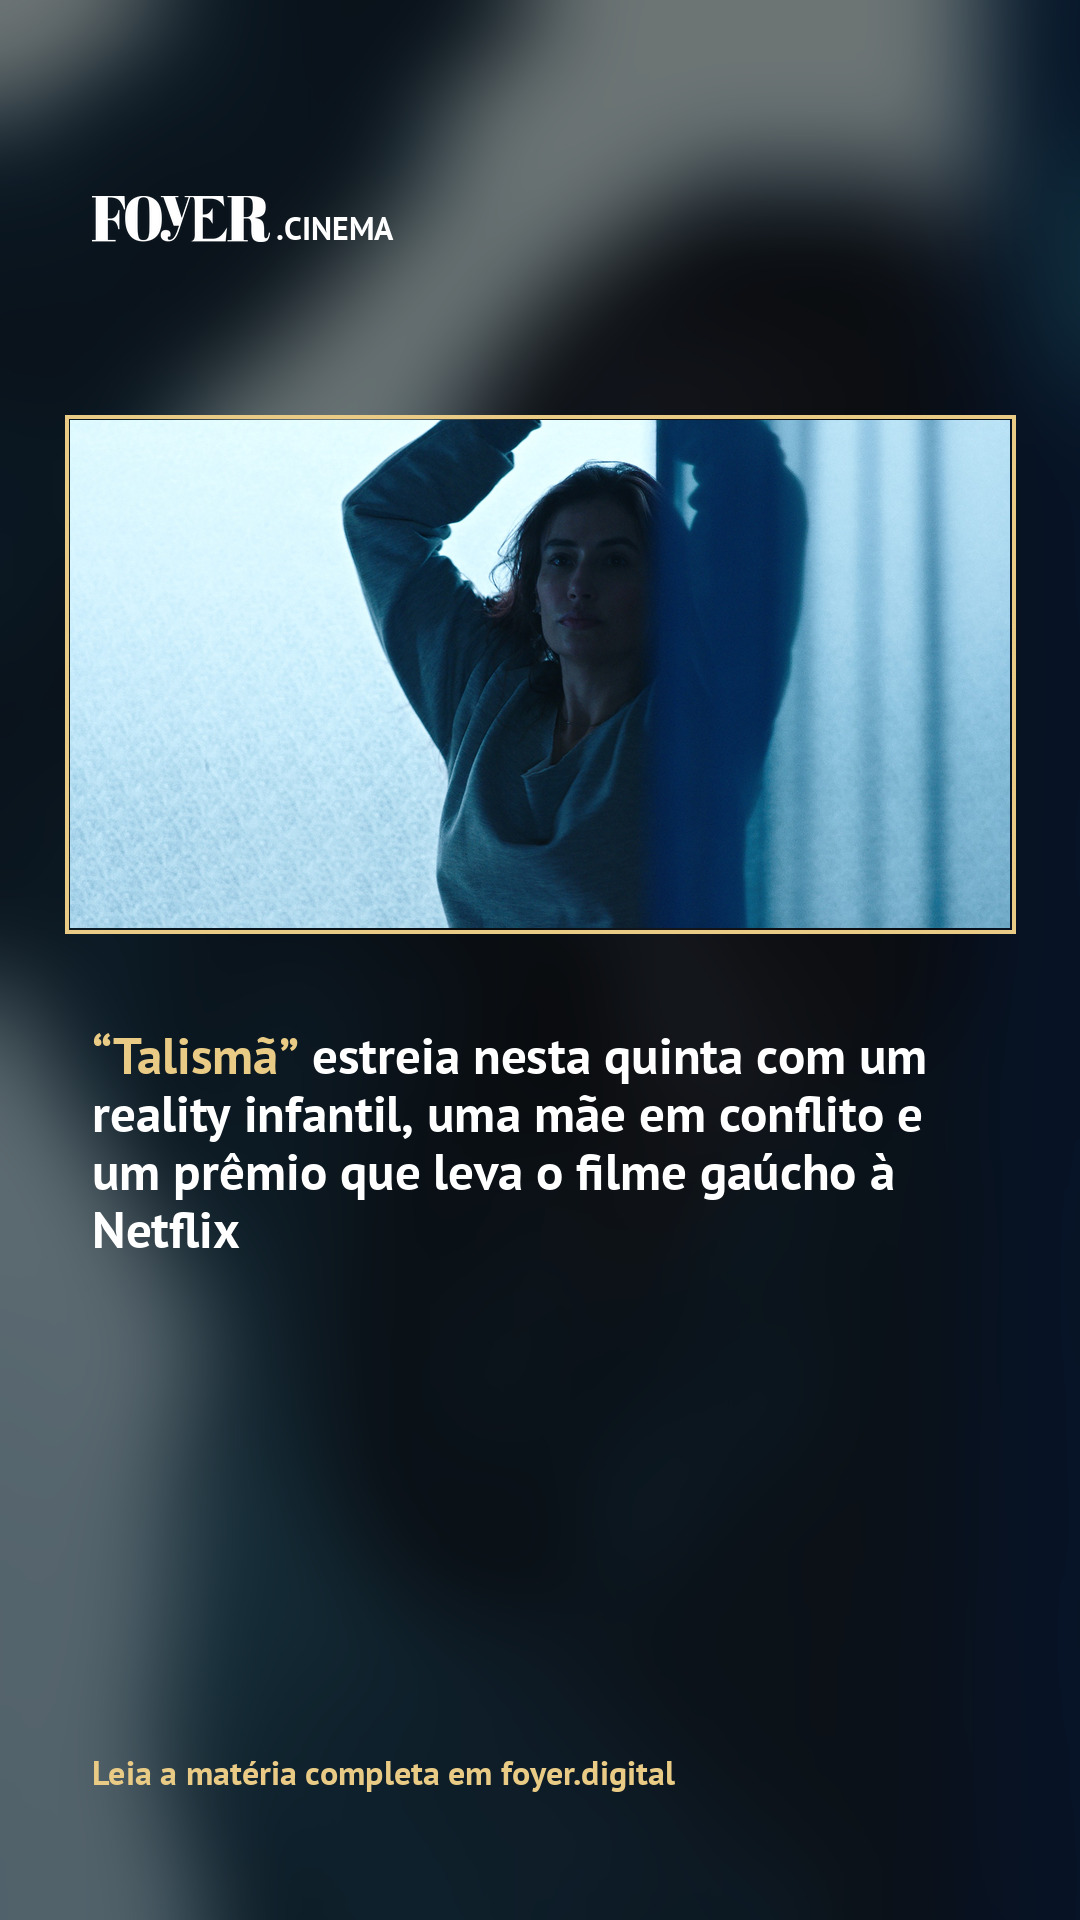 FOYER .CINEMA
“Talismã” estreia nesta quinta com um
reality infantil, uma mãe em conflito e
um prêmio que leva o filme gaúcho à
Netflix
Leia a matéria completa em foyer.digital